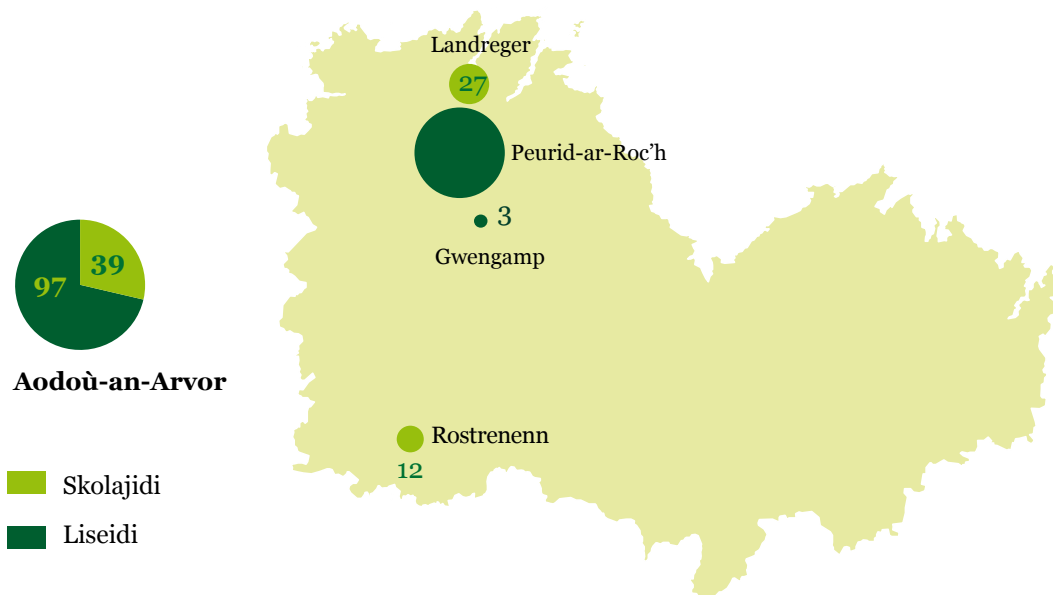 Landreger
27
Peurid-ar-Roc'h
3
Gwengamp
39
97
Aodoù-an-Arvor
Rostrenenn
12
Skolajidi
Liseidi